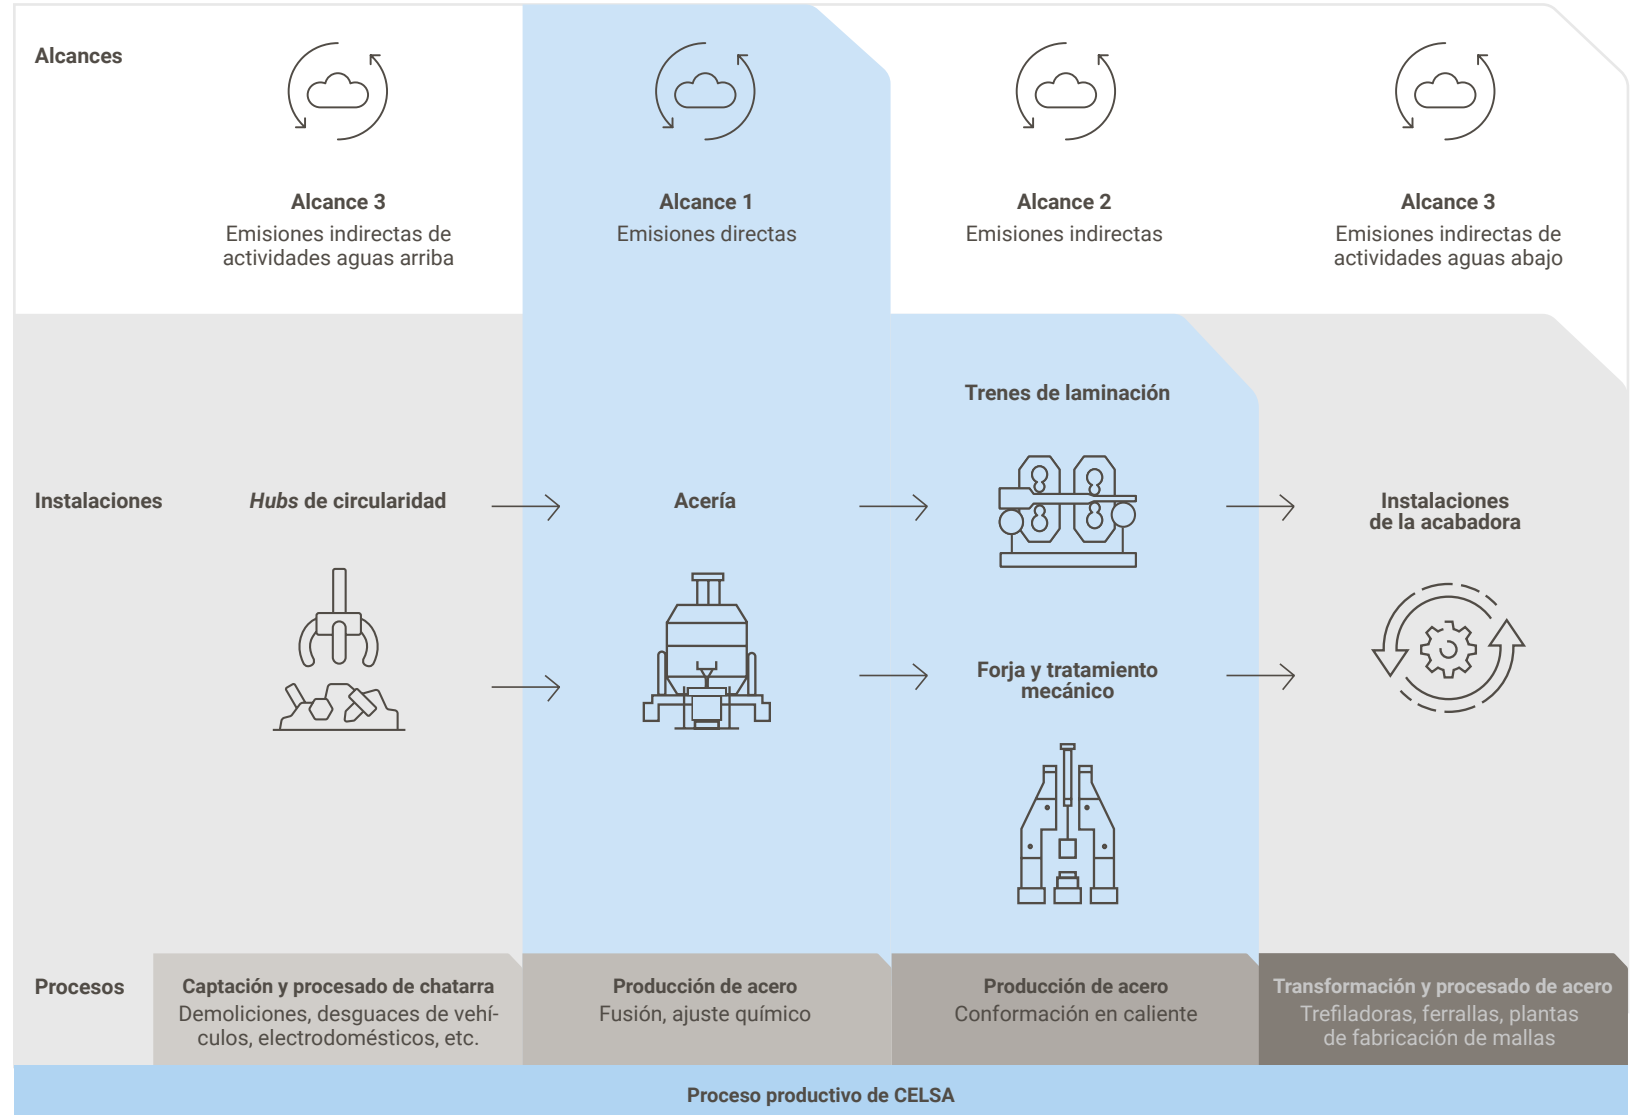 Alcances
Alcance 3
Emisiones indirectas de
actividades aguas arriba
Alcance 1
Emisiones directas
Alcance 2
Emisiones indirectas
Alcance 3
Emisiones indirectas de
actividades aguas abajo
Instalaciones
Hubs de circularidad
Acería
Trenes de laminación
Forja y tratamiento
mecánico
Instalaciones
de la acabadora
Procesos
Captación y procesado de chatarra
Demoliciones, desguaces de vehí-
culos, electrodomésticos, etc.
Producción de acero
Fusión, ajuste químico
Producción de acero
Conformación en caliente
Transformación y procesado de acero
Trefiladoras, ferrallas, plantas
de fabricación de mallas
Proceso productivo de CELSA